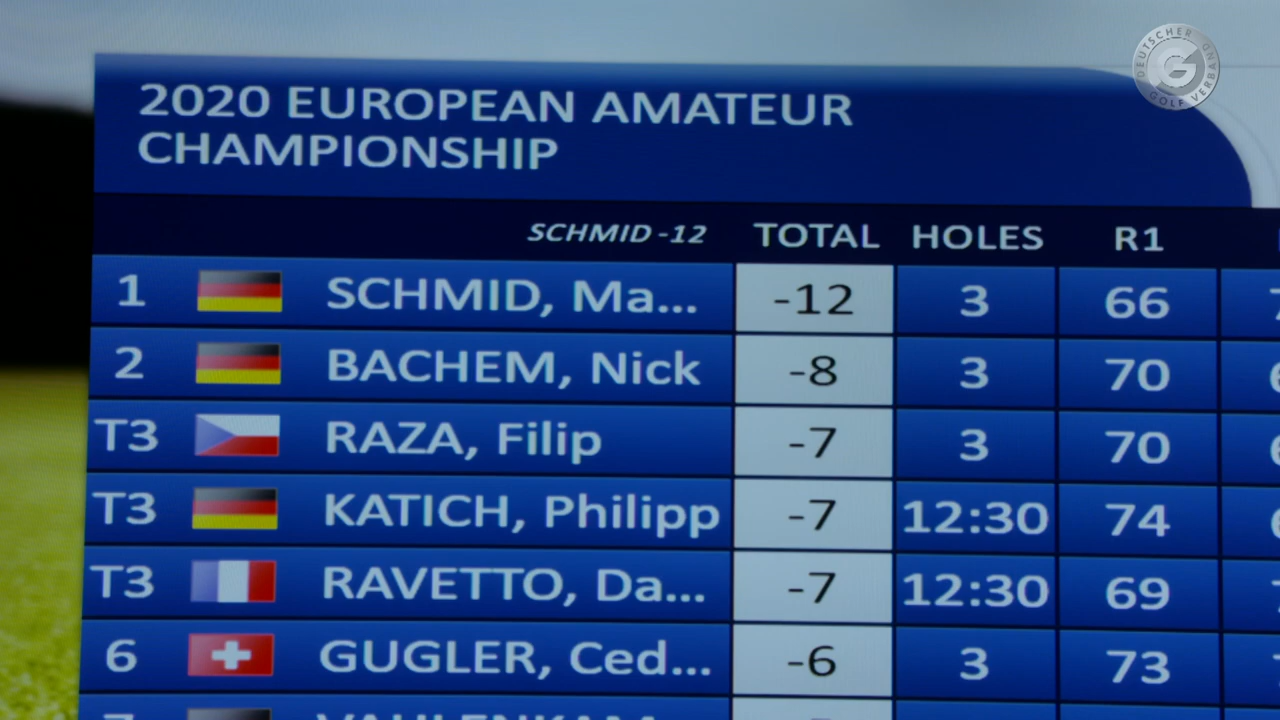 DEUTSCHER GOLF VERBAND
G
2020 EUROPEAN AMATEUR
CHAMPIONSHIP
SCHMID -12 TOTAL HOLES R1
1 SCHMID, Ma... -12 3 66
2 BACHEM, Nick -8 3 70
T3 RAZA, Filip -7 3 70
T3 KATICH, Philipp -7 12:30 74
T3 RAVETTO, Da... -7 12:30 69
6 GUGLER, Ced... -6 3 73